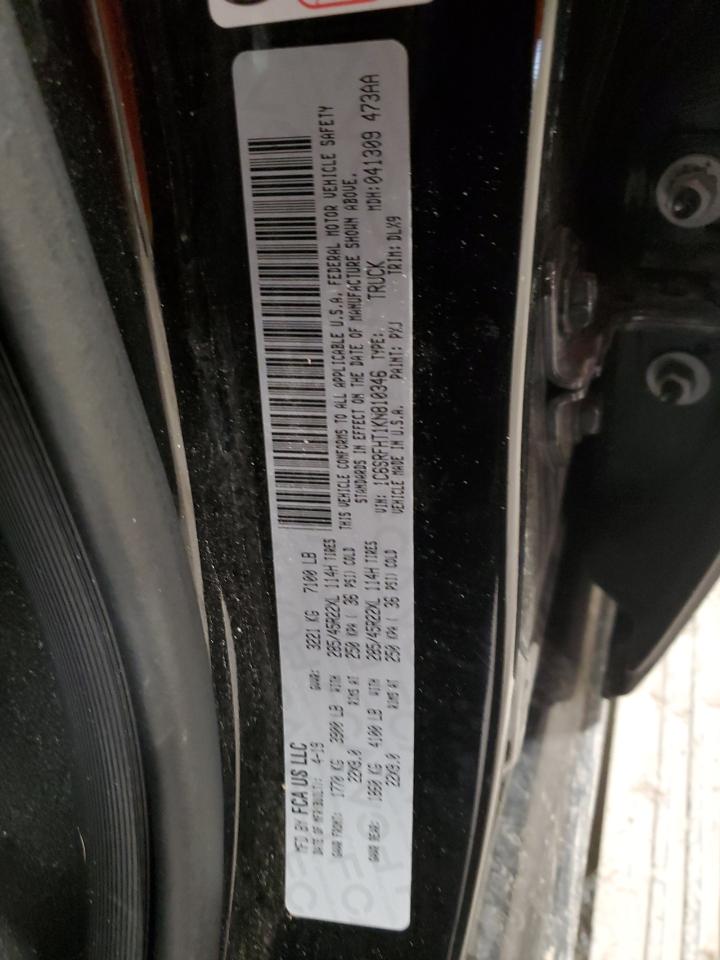 MFD BY FCA US LLC
DATE OF MFR/BUILT: 4-19 GVWR: 3221 KG 7100 LB
GAWR FRONT: 1770 KG 3900 LB WITH 285/45R22XL 114H TIRES
22X9.0 RIMS AT 250 KPA ( 36 PSI) COLD
GAWR REAR: 1860 KG 4100 LB WITH 285/45R22XL 114H TIRES
22X9.0 RIMS AT 250 KPA ( 36 PSI) COLD
THIS VEHICLE CONFORMS TO ALL APPLICABLE U.S.A. FEDERAL MOTOR VEHICLE SAFETY
STANDARDS IN EFFECT ON THE DATE OF MANUFACTURE SHOWN ABOVE.
VIN: 1C6SRFHT1KN810346 TYPE: TRUCK MDH:041309 473AA
VEHICLE MADE IN U.S.A. PAINT: PXJ TRIM: DLX9